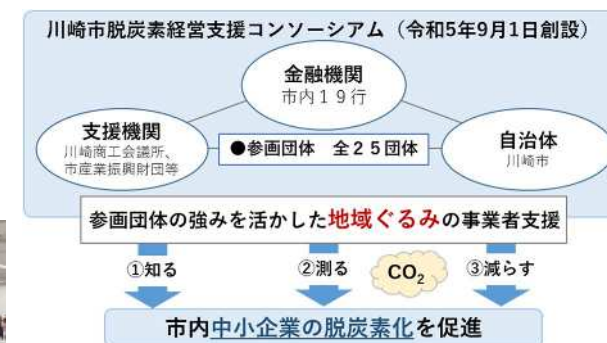 川崎市脱炭素経営支援コンソーシアム（令和5年9月1日創設）
金融機関
市内１９行
支援機関
川崎商工会議所、
市産業振興財団等
●参画団体　全２５団体
自治体
川崎市
参画団体の強みを活かした地域ぐるみの事業者支援
①知る
②測る
CO₂
③減らす
市内中小企業の脱炭素化を促進